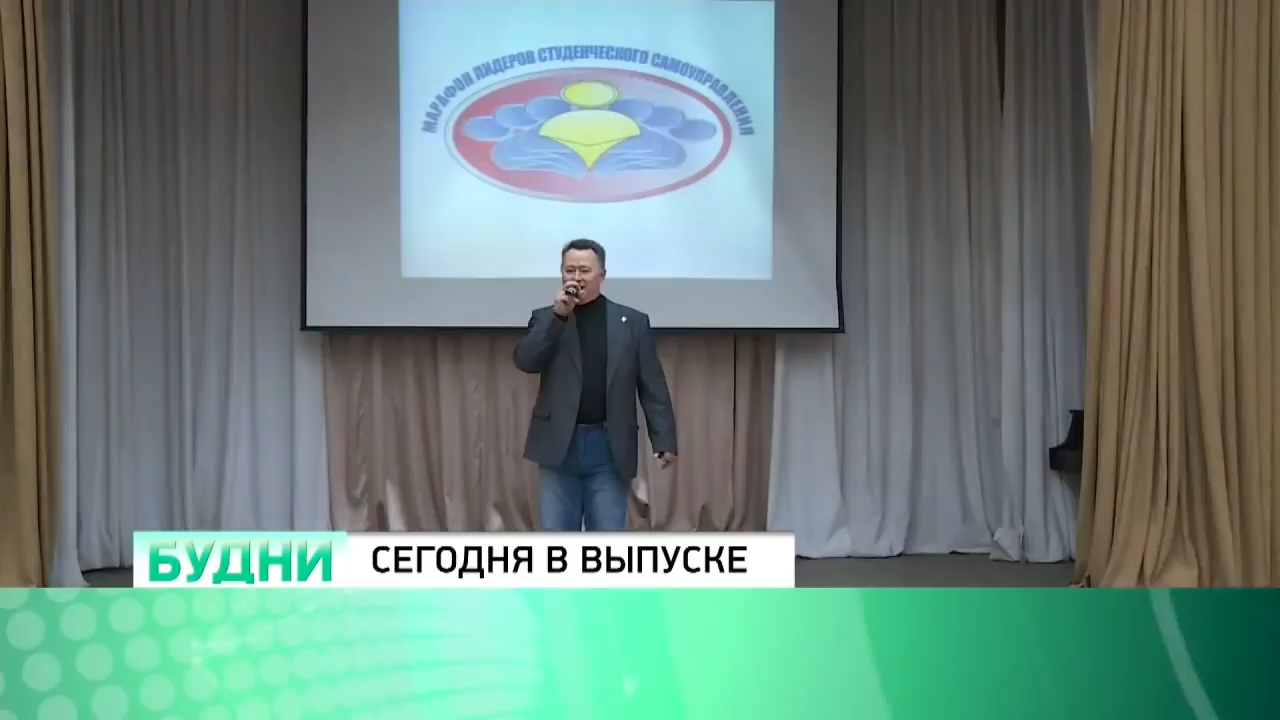 МАРАФОН ЛИДЕРОВ СТУДЕНЧЕСКОГО САМОУПРАВЛЕНИЯ
БУДНИ СЕГОДНЯ В ВЫПУСКЕ